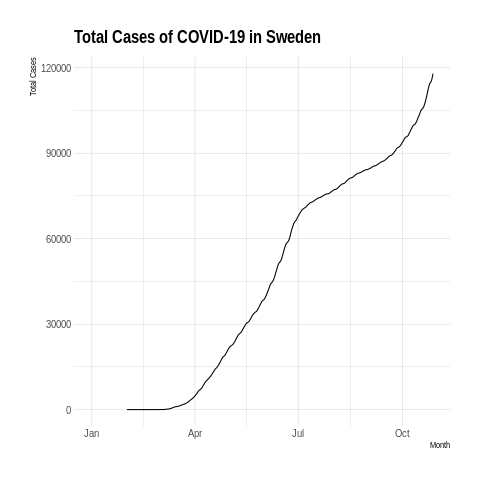 Total Cases of COVID-19 in Sweden
Total Cases
120000
90000
60000
30000
0
Jan Apr Jul Oct
Month